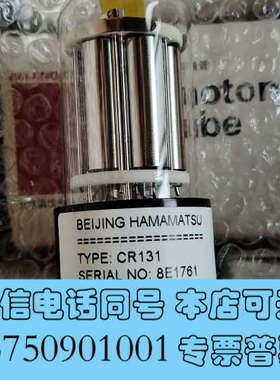 moton
ube
BEIJING HAMAMATSU
TYPE: CR131
SERIAL NO: 8E1761
信电话同号 本店可
750901001 专票普